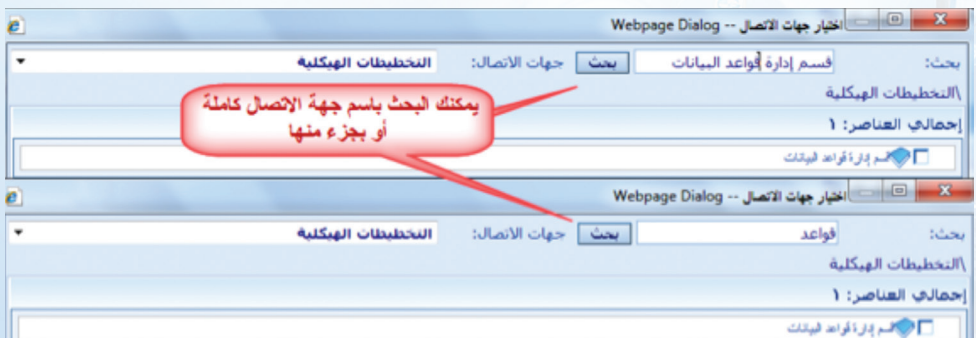 اختيار جهات الاتصال -- Webpage Dialog
بحث: قسم إدارة قواعد البيانات بحث جهات الاتصال: التخطيطات الهيكلية
\التخطيطات الهيكلية
إجمالي العناصر: ١
قسم إدارة قواعد البيانات
يمكنك البحث باسم جهة الاتصال كاملة
أو بجزء منها
اختيار جهات الاتصال -- Webpage Dialog
بحث: قواعد بحث جهات الاتصال: التخطيطات الهيكلية
\التخطيطات الهيكلية
إجمالي العناصر: ١
قسم إدارة قواعد البيانات